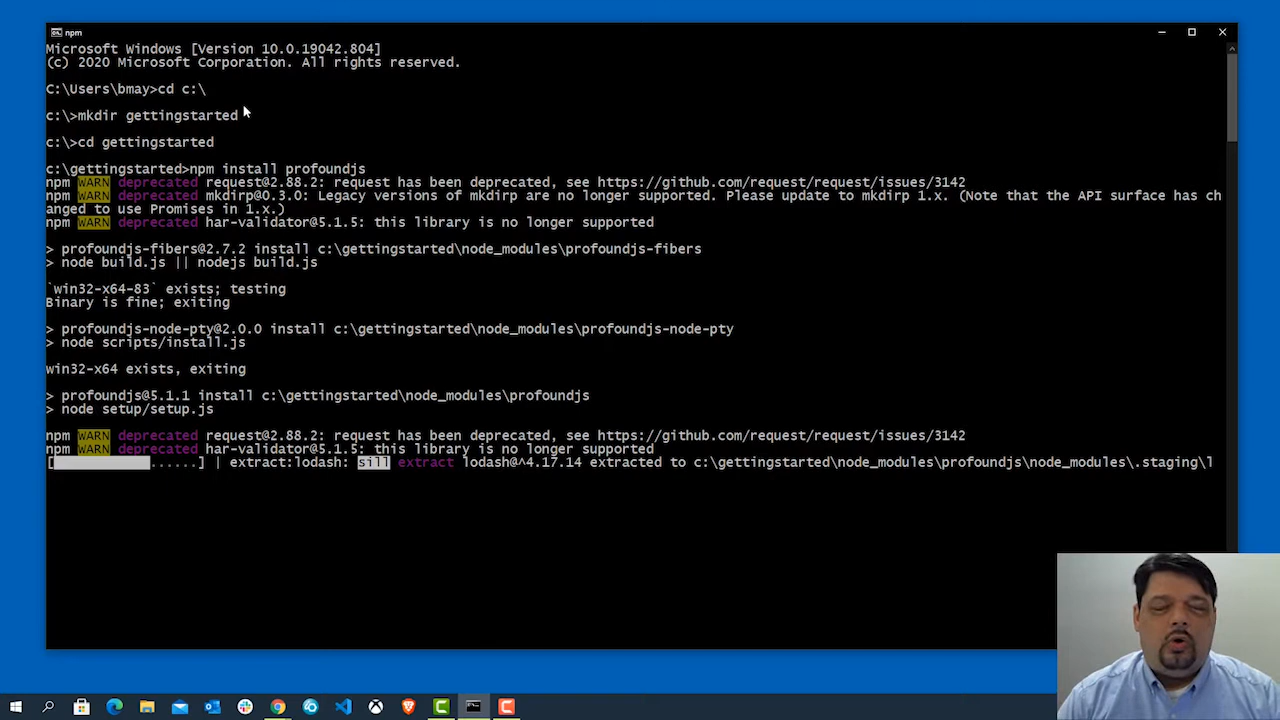 npm
Microsoft Windows [Version 10.0.19042.804]
(c) 2020 Microsoft Corporation. All rights reserved.
C:\Users\bmay>cd c:\
c:\>mkdir gettingstarted
c:\>cd gettingstarted
c:\gettingstarted>npm install profoundjs
npm WARN deprecated request@2.88.2: request has been deprecated, see https://github.com/request/request/issues/3142
npm WARN deprecated mkdirp@0.3.0: Legacy versions of mkdirp are no longer supported. Please update to mkdirp 1.x. (Note that the API surface has ch
anged to use Promises in 1.x.)
npm WARN deprecated har-validator@5.1.5: this library is no longer supported
> profoundjs-fibers@2.7.2 install c:\gettingstarted\node_modules\profoundjs-fibers
> node build.js || nodejs build.js
`win32-x64-83` exists; testing
Binary is fine; exiting
> profoundjs-node-pty@2.0.0 install c:\gettingstarted\node_modules\profoundjs-node-pty
> node scripts/install.js
win32-x64 exists, exiting
> profoundjs@5.1.1 install c:\gettingstarted\node_modules\profoundjs
> node setup/setup.js
npm WARN deprecated request@2.88.2: request has been deprecated, see https://github.com/request/request/issues/3142
npm WARN deprecated har-validator@5.1.5: this library is no longer supported
[ ......] | extract:lodash: sill extract lodash@^4.17.14 extracted to c:\gettingstarted\node_modules\profoundjs\node_modules\.staging\l